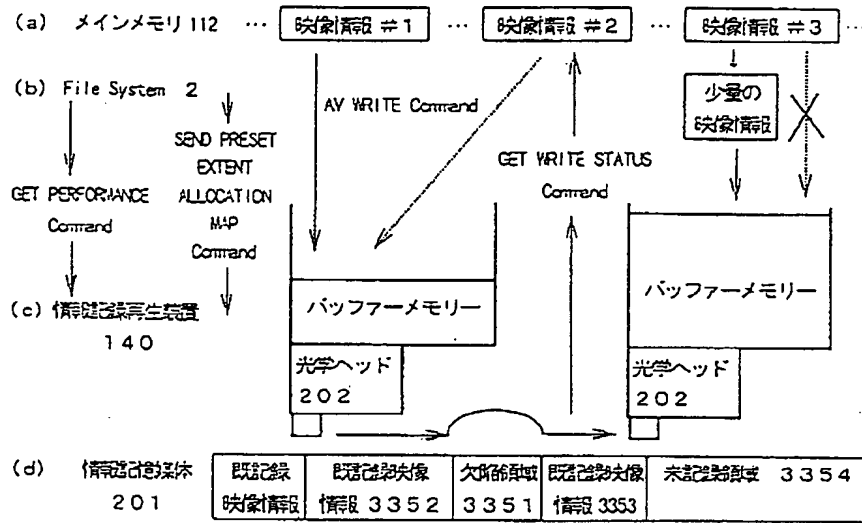 (a) メインメモリ 112 … 映像情報 #1 … 映像情報 #2 … 映像情報 #3 …
(b) File System 2
AV WRITE Command
少量の
映像情報
SEND PRESET
EXTENT
ALLOCATION
MAP
Command
GET PERFORMANCE
Command
GET WRITE STATUS
Command
(c) 情報記録再生装置
140
バッファーメモリー
バッファーメモリー
光学ヘッド
202
光学ヘッド
202
(d) 情報記憶媒体
201
既記録
映像情報
既記録映像
情報 3352
欠陥領域
3351
既記録映像
情報 3353
未記録領域 3354